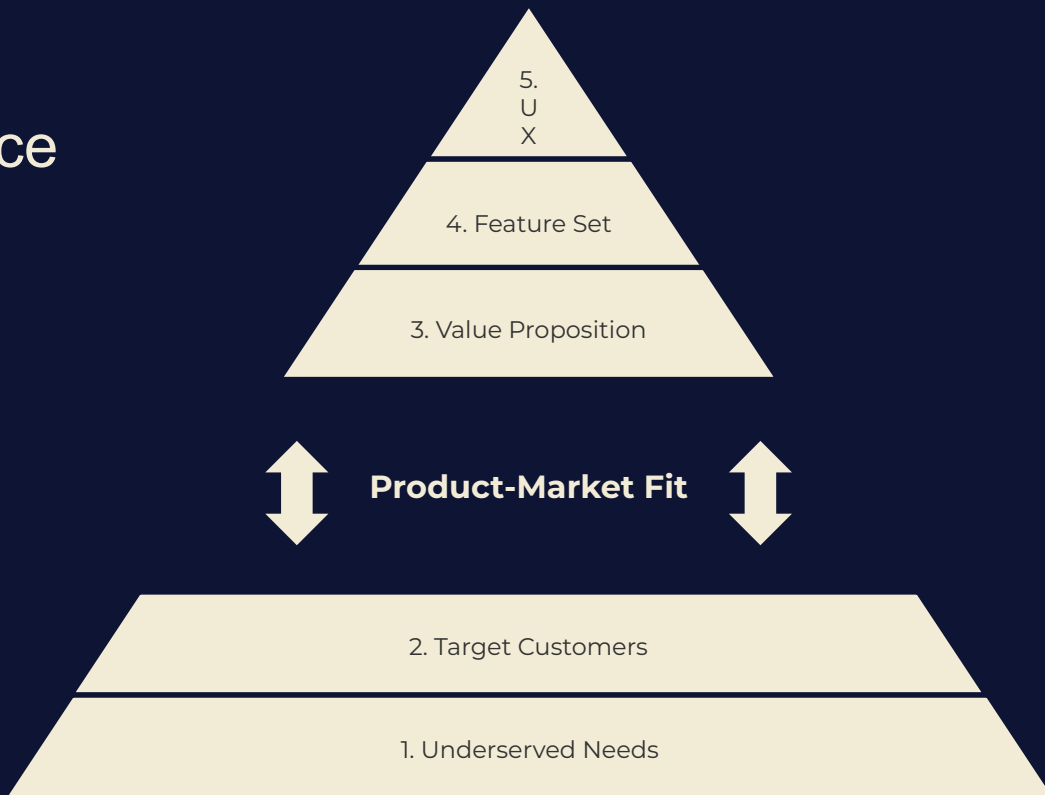 ce
5.
U
X
4. Feature Set
3. Value Proposition
Product-Market Fit
2. Target Customers
1. Underserved Needs